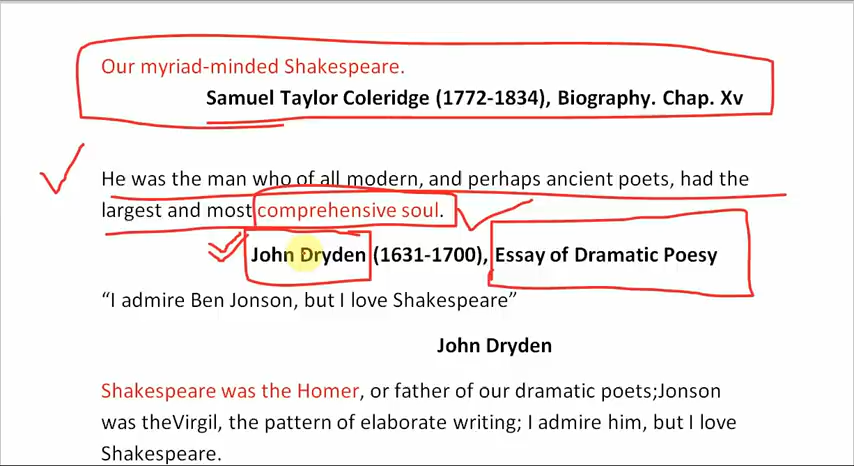 Our myriad-minded Shakespeare.
Samuel Taylor Coleridge (1772-1834), Biography. Chap. Xv
He was the man who of all modern, and perhaps ancient poets, had the
largest and most comprehensive soul.
John Dryden (1631-1700), Essay of Dramatic Poesy
“I admire Ben Jonson, but I love Shakespeare”
John Dryden
Shakespeare was the Homer, or father of our dramatic poets;Jonson
was theVirgil, the pattern of elaborate writing; I admire him, but I love
Shakespeare.